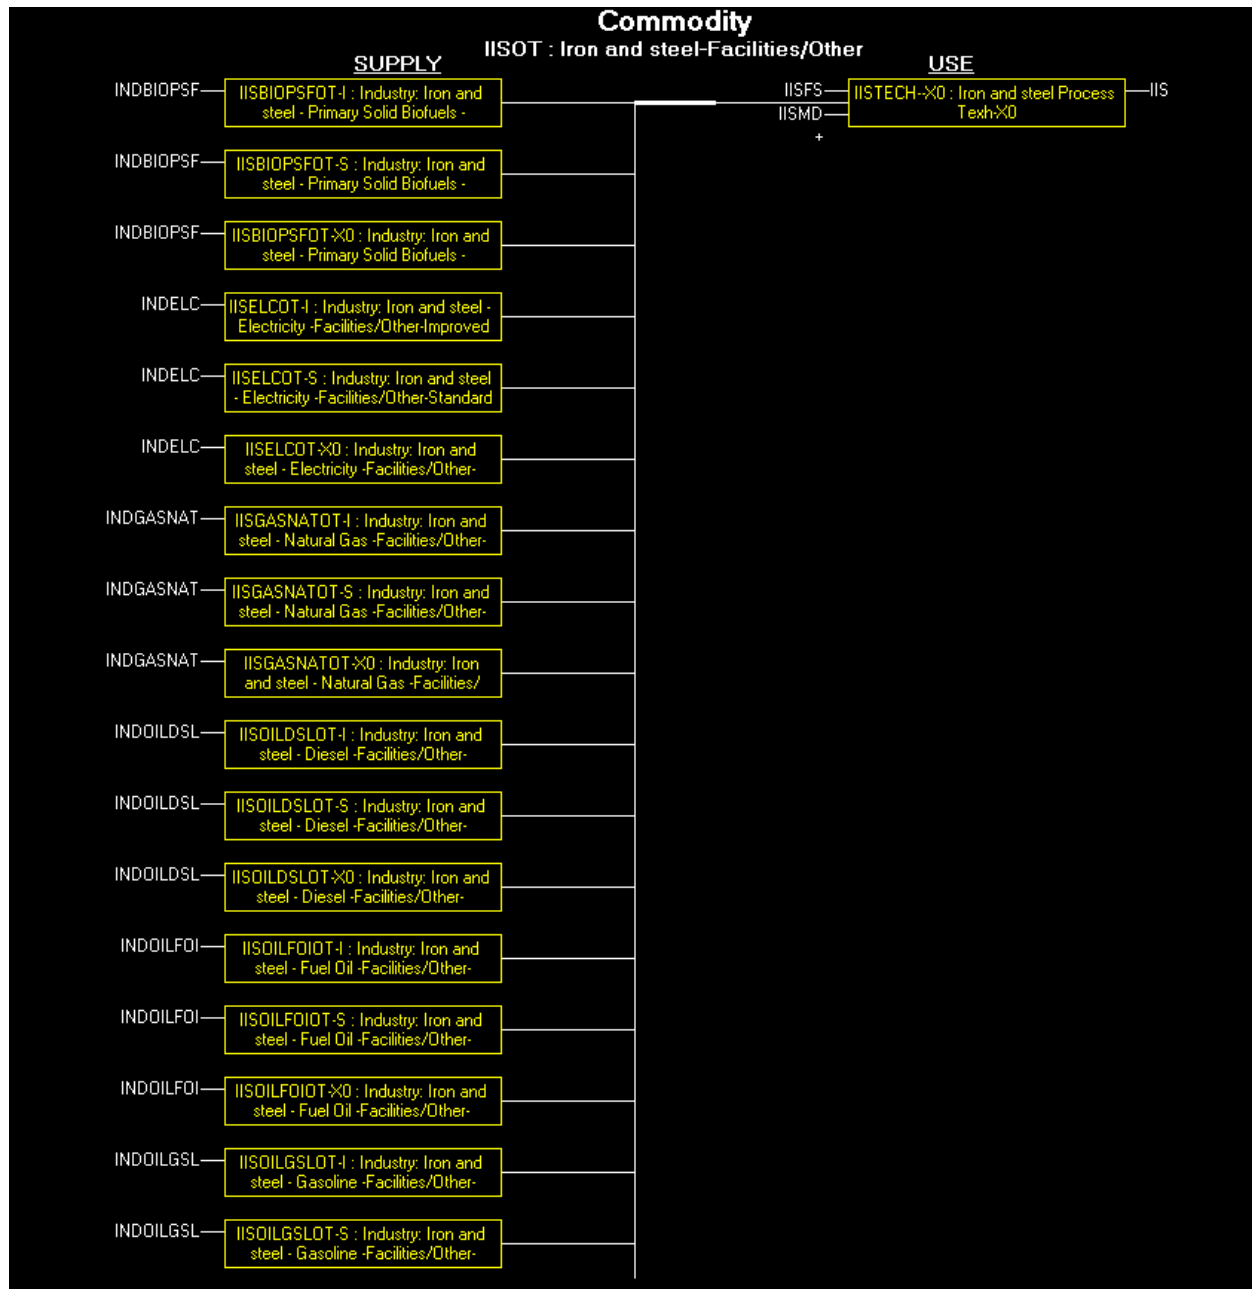 Commodity
IISOT : Iron and steel-Facilities/Other
SUPPLY
USE
INDBIOPSF
IISBIOPSFOT-I : Industry: Iron and
steel - Primary Solid Biofuels -
IISFS
IISMD
+
IISTECH--X0 : Iron and steel Process
Texh-X0
IIS
INDBIOPSF
IISBIOPSFOT-S : Industry: Iron and
steel - Primary Solid Biofuels -
INDBIOPSF
IISBIOPSFOT-X0 : Industry: Iron and
steel - Primary Solid Biofuels -
INDELC
IISELCOT-I : Industry: Iron and steel -
Electricity -Facilities/Other-Improved
INDELC
IISELCOT-S : Industry: Iron and steel
- Electricity -Facilities/Other-Standard
INDELC
IISELCOT-X0 : Industry: Iron and
steel - Electricity -Facilities/Other-
INDGASNAT
IISGASNATOT-I : Industry: Iron and
steel - Natural Gas -Facilities/Other-
INDGASNAT
IISGASNATOT-S : Industry: Iron and
steel - Natural Gas -Facilities/Other-
INDGASNAT
IISGASNATOT-X0 : Industry: Iron
and steel - Natural Gas -Facilities/
INDOILDSL
IISOILDSLOT-I : Industry: Iron and
steel - Diesel -Facilities/Other-
INDOILDSL
IISOILDSLOT-S : Industry: Iron and
steel - Diesel -Facilities/Other-
INDOILDSL
IISOILDSLOT-X0 : Industry: Iron and
steel - Diesel -Facilities/Other-
INDOILFOI
IISOILFOIOT-I : Industry: Iron and
steel - Fuel Oil -Facilities/Other-
INDOILFOI
IISOILFOIOT-S : Industry: Iron and
steel - Fuel Oil -Facilities/Other-
INDOILFOI
IISOILFOIOT-X0 : Industry: Iron and
steel - Fuel Oil -Facilities/Other-
INDOILGSL
IISOILGSLOT-I : Industry: Iron and
steel - Gasoline -Facilities/Other-
INDOILGSL
IISOILGSLOT-S : Industry: Iron and
steel - Gasoline -Facilities/Other-